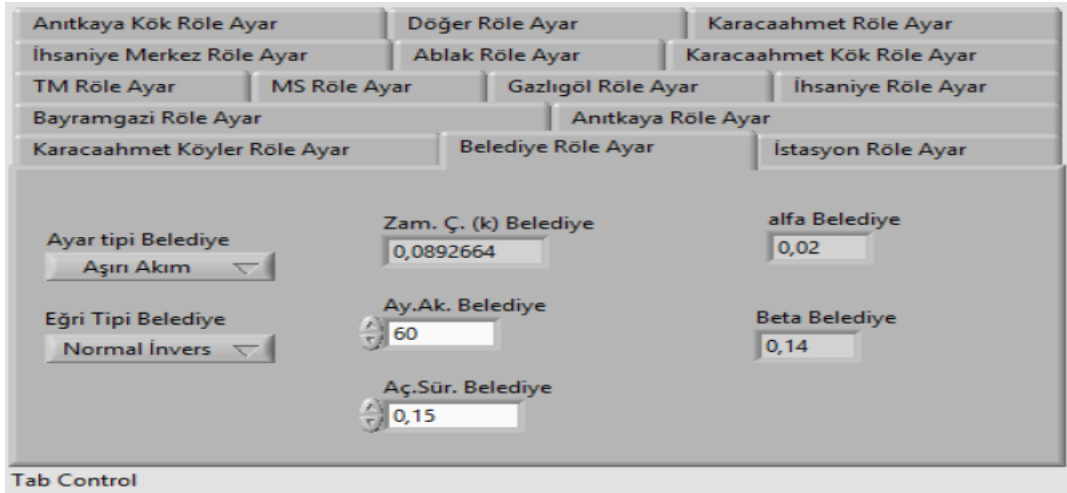 Anıtkaya Kök Röle Ayar Döğer Röle Ayar Karacaahmet Röle Ayar
İhsaniye Merkez Röle Ayar Ablak Röle Ayar Karacaahmet Kök Röle Ayar
TM Röle Ayar MS Röle Ayar Gazlıgöl Röle Ayar İhsaniye Röle Ayar
Bayramgazi Röle Ayar Anıtkaya Röle Ayar
Karacaahmet Köyler Röle Ayar Belediye Röle Ayar İstasyon Röle Ayar
Ayar tipi Belediye
Aşırı Akım
Eğri Tipi Belediye
Normal İnvers
Zam. Ç. (k) Belediye
0,0892664
Ay.Ak. Belediye
60
Aç.Sür. Belediye
0,15
alfa Belediye
0,02
Beta Belediye
0,14
Tab Control